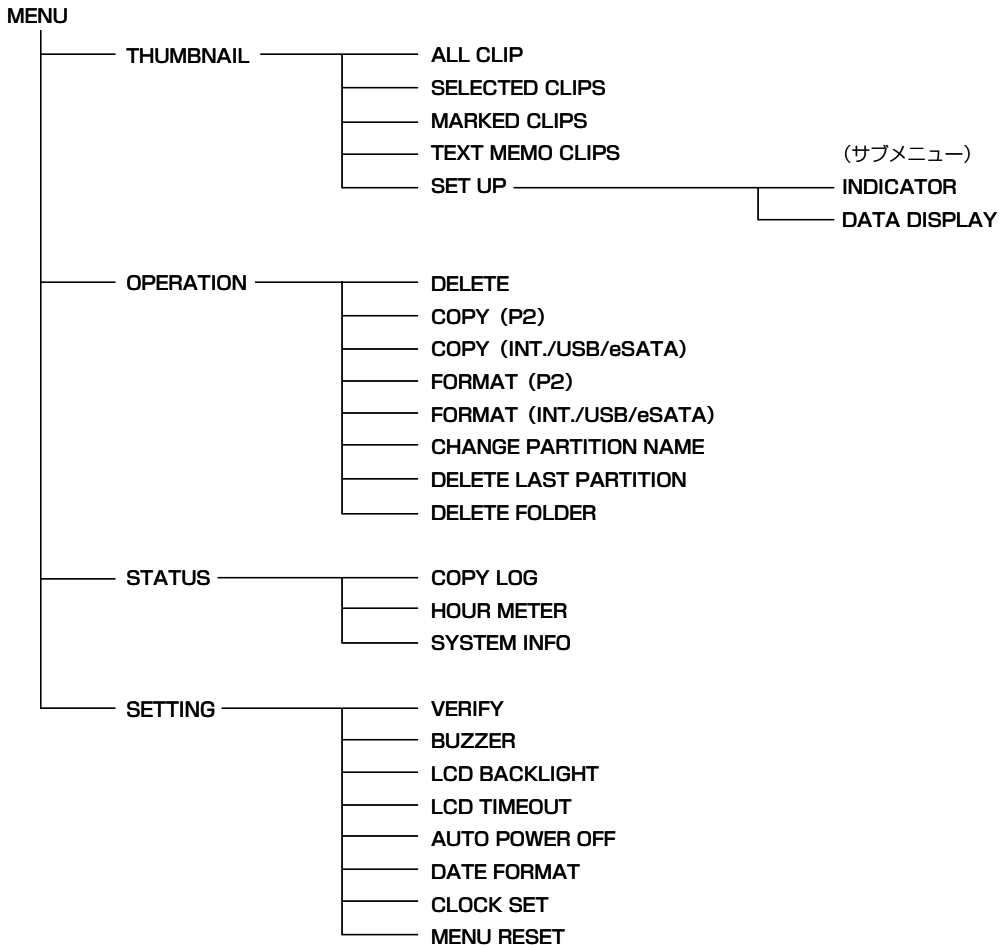 MENU
THUMBNAIL
ALL CLIP
SELECTED CLIPS
MARKED CLIPS
TEXT MEMO CLIPS
SET UP
（サブメニュー）
INDICATOR
DATA DISPLAY
OPERATION
DELETE
COPY（P2）
COPY（INT./USB/eSATA）
FORMAT（P2）
FORMAT（INT./USB/eSATA）
CHANGE PARTITION NAME
DELETE LAST PARTITION
DELETE FOLDER
STATUS
COPY LOG
HOUR METER
SYSTEM INFO
SETTING
VERIFY
BUZZER
LCD BACKLIGHT
LCD TIMEOUT
AUTO POWER OFF
DATE FORMAT
CLOCK SET
MENU RESET